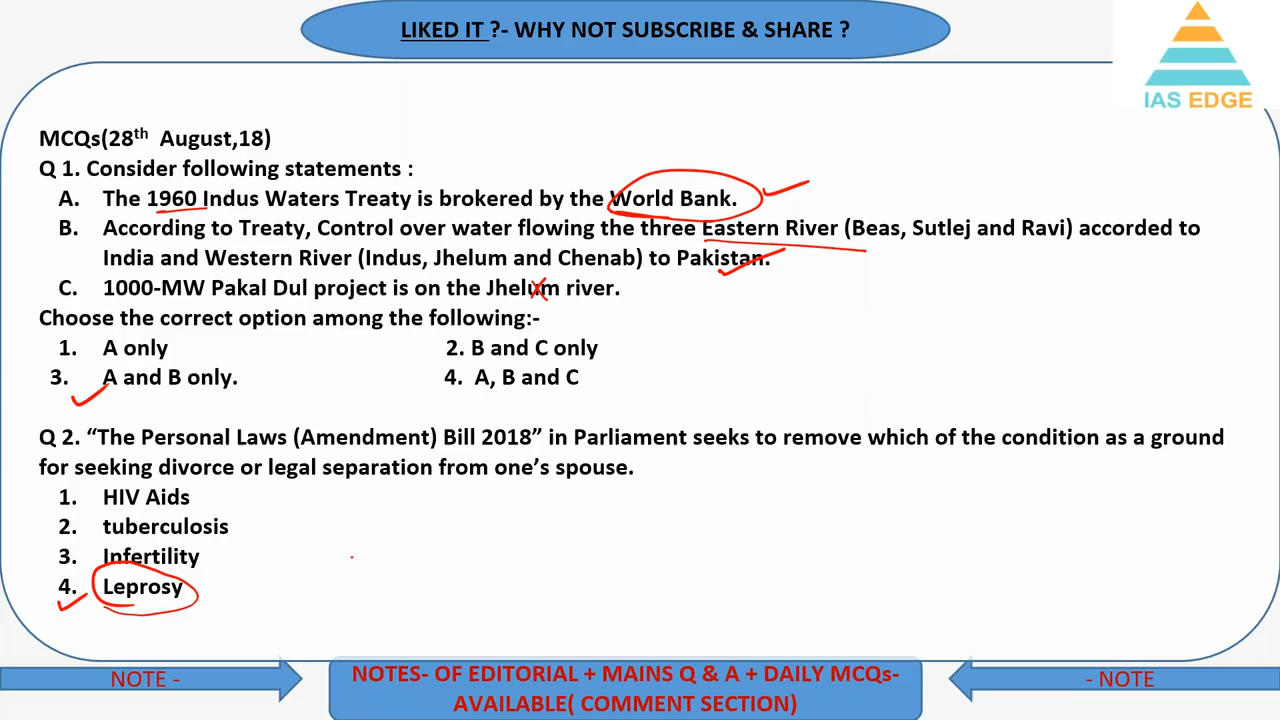 LIKED IT ?- WHY NOT SUBSCRIBE & SHARE ?
IAS EDGE
MCQs(28th August,18)
Q 1. Consider following statements :
A. The 1960 Indus Waters Treaty is brokered by the World Bank.
B. According to Treaty, Control over water flowing the three Eastern River (Beas, Sutlej and Ravi) accorded to
India and Western River (Indus, Jhelum and Chenab) to Pakistan.
C. 1000-MW Pakal Dul project is on the Jhelum river.
Choose the correct option among the following:-
1. A only 2. B and C only
3. A and B only. 4. A, B and C
Q 2. “The Personal Laws (Amendment) Bill 2018” in Parliament seeks to remove which of the condition as a ground
for seeking divorce or legal separation from one’s spouse.
1. HIV Aids
2. tuberculosis
3. Infertility
4. Leprosy
NOTE -
NOTES- OF EDITORIAL + MAINS Q & A + DAILY MCQs-
AVAILABLE( COMMENT SECTION)
- NOTE